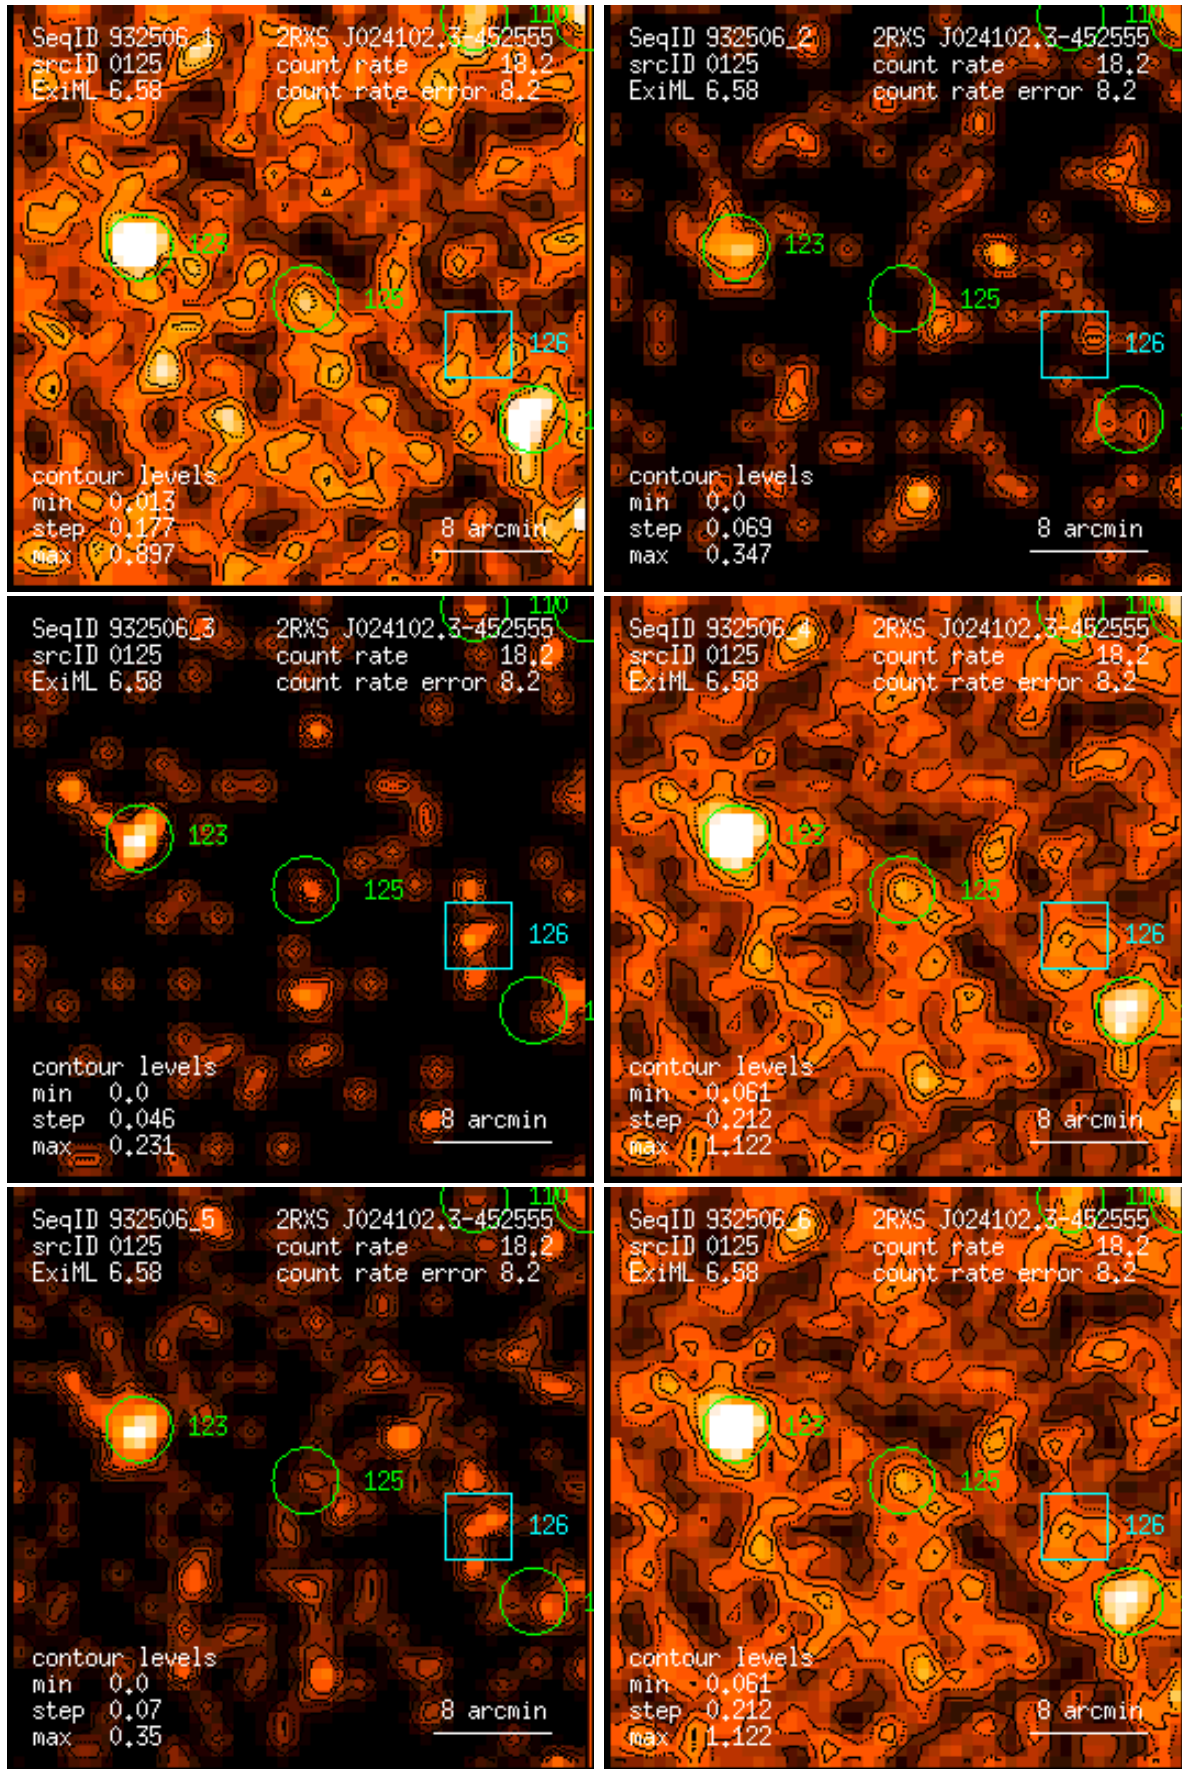 110
SeqID 932506_1 2RXS J024102.3-452555
srcID 0125 count rate 18.2
ExiML 6.58 count rate error 8.2
123
125
126
1
contour levels
min 0.013
step 0.177
max 0.897
8 arcmin
110
SeqID 932506_2 2RXS J024102.3-452555
srcID 0125 count rate 18.2
ExiML 6.58 count rate error 8.2
123
125
126
contour levels
min 0.0
step 0.069
max 0.347
8 arcmin
110
SeqID 932506_3 2RXS J024102.3-452555
srcID 0125 count rate 18.2
ExiML 6.58 count rate error 8.2
123
125
126
1
contour levels
min 0.0
step 0.046
max 0.231
8 arcmin
110
SeqID 932506_4 2RXS J024102.3-452555
srcID 0125 count rate 18.2
ExiML 6.58 count rate error 8.2
123
125
126
contour levels
min 0.061
step 0.212
max 1.122
8 arcmin
110
SeqID 932506_5 2RXS J024102.3-452555
srcID 0125 count rate 18.2
ExiML 6.58 count rate error 8.2
123
125
126
1
contour levels
min 0.0
step 0.07
max 0.35
8 arcmin
110
SeqID 932506_6 2RXS J024102.3-452555
srcID 0125 count rate 18.2
ExiML 6.58 count rate error 8.2
123
125
126
contour levels
min 0.061
step 0.212
max 1.122
8 arcmin